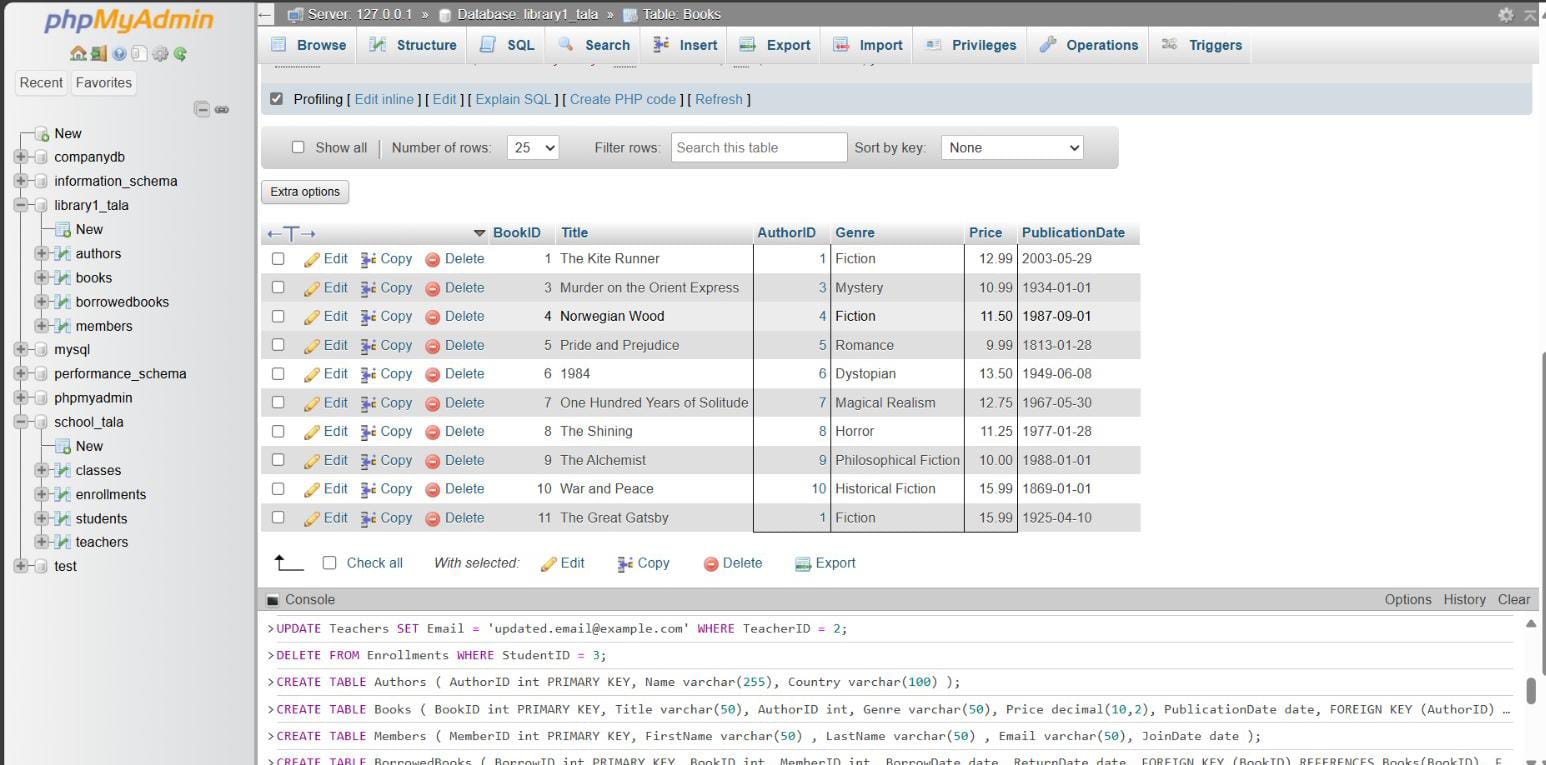 phpMyAdmin
Recent Favorites
New
companydb
information_schema
library1_tala
New
authors
books
borrowedbooks
members
mysql
performance_schema
phpmyadmin
school_tala
New
classes
enrollments
students
teachers
test
Server: 127.0.0.1 » Database: library1_tala » Table: Books
Browse Structure SQL Search Insert Export Import Privileges Operations Triggers
Profiling [ Edit inline ] [ Edit ] [ Explain SQL ] [ Create PHP code ] [ Refresh ]
Show all Number of rows: 25 Filter rows: Search this table Sort by key: None
Extra options
←T→ BookID Title AuthorID Genre Price PublicationDate
Edit Copy Delete 1 The Kite Runner 1 Fiction 12.99 2003-05-29
Edit Copy Delete 3 Murder on the Orient Express 3 Mystery 10.99 1934-01-01
Edit Copy Delete 4 Norwegian Wood 4 Fiction 11.50 1987-09-01
Edit Copy Delete 5 Pride and Prejudice 5 Romance 9.99 1813-01-28
Edit Copy Delete 6 1984 6 Dystopian 13.50 1949-06-08
Edit Copy Delete 7 One Hundred Years of Solitude 7 Magical Realism 12.75 1967-05-30
Edit Copy Delete 8 The Shining 8 Horror 11.25 1977-01-28
Edit Copy Delete 9 The Alchemist 9 Philosophical Fiction 10.00 1988-01-01
Edit Copy Delete 10 War and Peace 10 Historical Fiction 15.99 1869-01-01
Edit Copy Delete 11 The Great Gatsby 1 Fiction 15.99 1925-04-10
Check all With selected: Edit Copy Delete Export
Console Options History Clear
>UPDATE Teachers SET Email = 'updated.email@example.com' WHERE TeacherID = 2;
>DELETE FROM Enrollments WHERE StudentID = 3;
>CREATE TABLE Authors ( AuthorID int PRIMARY KEY, Name varchar(255), Country varchar(100) );
>CREATE TABLE Books ( BookID int PRIMARY KEY, Title varchar(50), AuthorID int, Genre varchar(50), Price decimal(10,2), PublicationDate date, FOREIGN KEY (AuthorID) …
>CREATE TABLE Members ( MemberID int PRIMARY KEY, FirstName varchar(50) , LastName varchar(50) , Email varchar(50), JoinDate date );
>CREATE TABLE BorrowedBooks ( BorrowID int PRIMARY KEY, BookID int, MemberID int, BorrowDate date, ReturnDate date, FOREIGN KEY (BookID) REFERENCES Books(BookID),